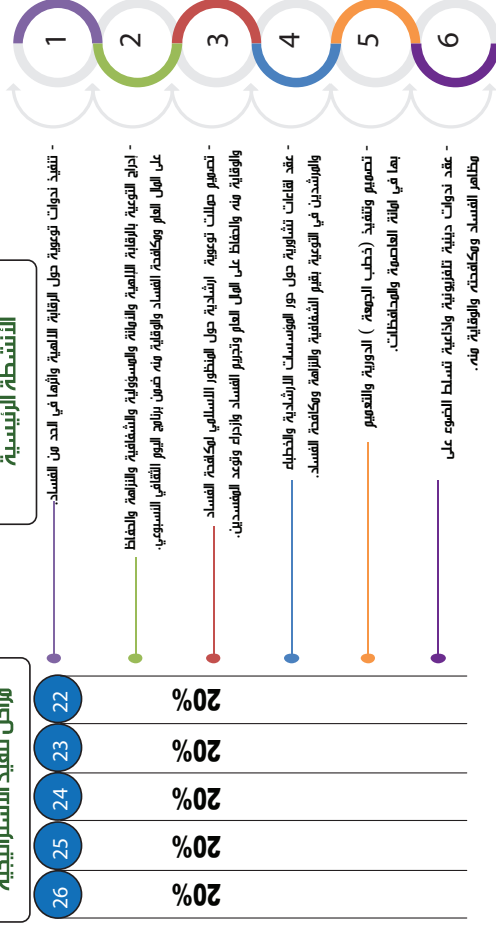 الأنشطة الرئيسية
1
- تنفيذ ندوات توعوية حول الرقابة الذاتية وأثرها في الحد من الفساد.
2
- إدراج التوعية بالرقابة الذاتية والأمانة والمسؤولية والشفافية والنزاهة والحفاظ
على المال العام ومكافحة الفساد والوقاية منه ضمن برنامج اليوم الثقافي الأسبوعي.
3
- تصميم حملات توعوية إرشادية حول المنظور الإسلامي لمكافحة الفساد
والوقاية منه والحفاظ على المال العام وتجريم الفساد وإجراء وتوعد المفسدين.
4
- عقد لقاءات تشاورية حول دور المؤسسات الإرشادية والخطباء
والمرشدين في التوعية بقيم الشفافية والنزاهة ومكافحة الفساد.
5
- تصميم وتنفيذ (خطب الجمعة) الدورية والتعميم
بها في أمانة العاصمة والمحافظات.
6
- عقد ندوات دينية تلفزيونية وإذاعية تسلط الضوء على
مظاهر الفساد ومكافحته والوقاية منه.
مراحل تنفيذ الاستراتيجية
22
23
24
25
26
20%
20%
20%
20%
20%